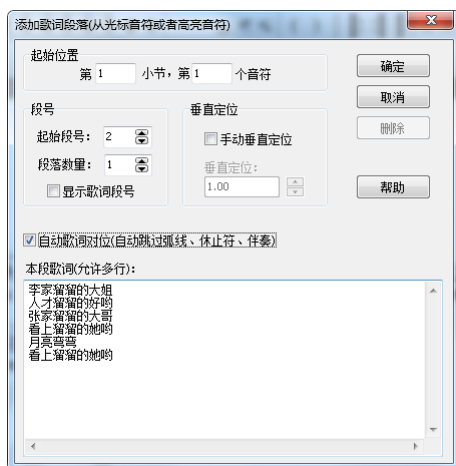 添加歌词段落(从光标音符或者高亮音符)
起始位置
第 1 小节，第 1 个音符
确定
取消
删除
帮助
段号
起始段号： 2
段落数量： 1
显示歌词段号
垂直定位
手动垂直定位
垂直定位：
1.00
自动歌词对位(自动跳过弧线、休止符、伴奏)
本段歌词(允许多行)：
李家溜溜的大姐
人才溜溜的好哟
张家溜溜的大哥
看上溜溜的她哟
月亮弯弯
看上溜溜的她哟